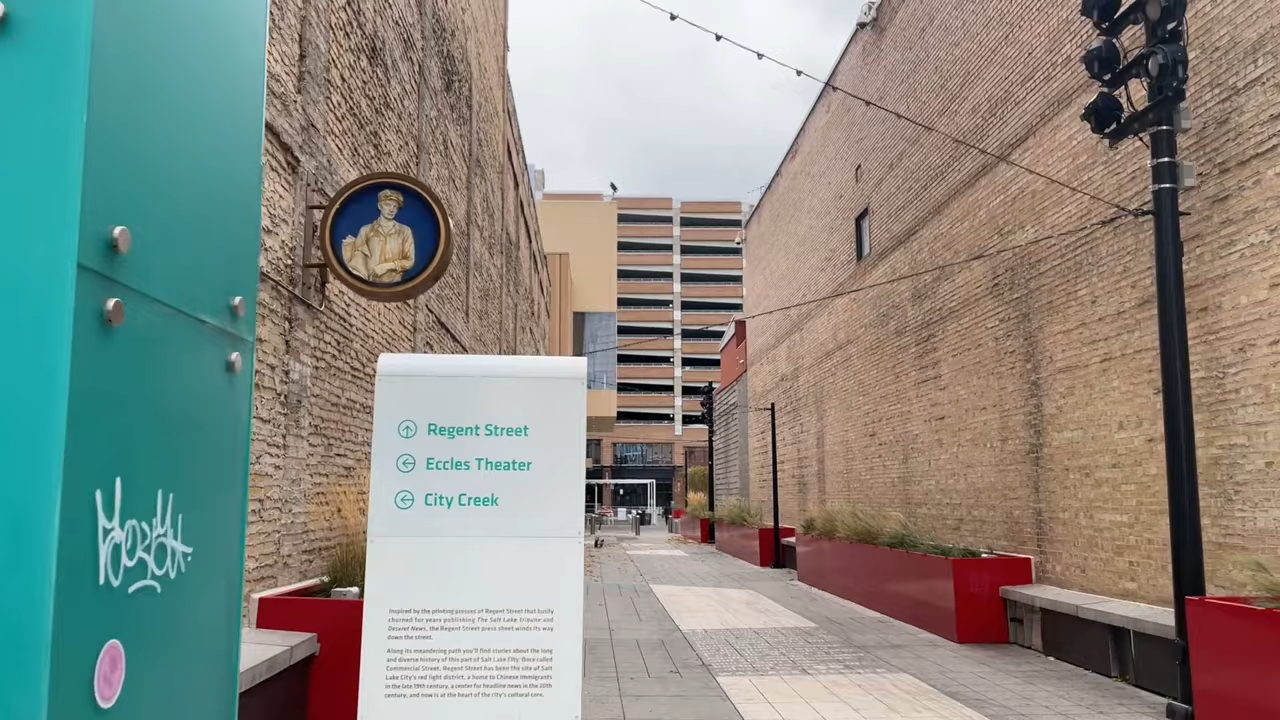 Regent Street
Eccles Theater
City Creek
Inspired by the printing presses of Regent Street that busily
churned for years publishing The Salt Lake Tribune and
Deseret News, the Regent Street press sheet winds its way
down the street.
Along its meandering path you'll find stories about the long
and diverse history of this part of Salt Lake City: Once called
Commercial Street, Regent Street has been the site of Salt
Lake City's red light district, a home to Chinese immigrants
in the late 19th century, a center for headline news in the 20th
century, and now is at the heart of the city's cultural core.